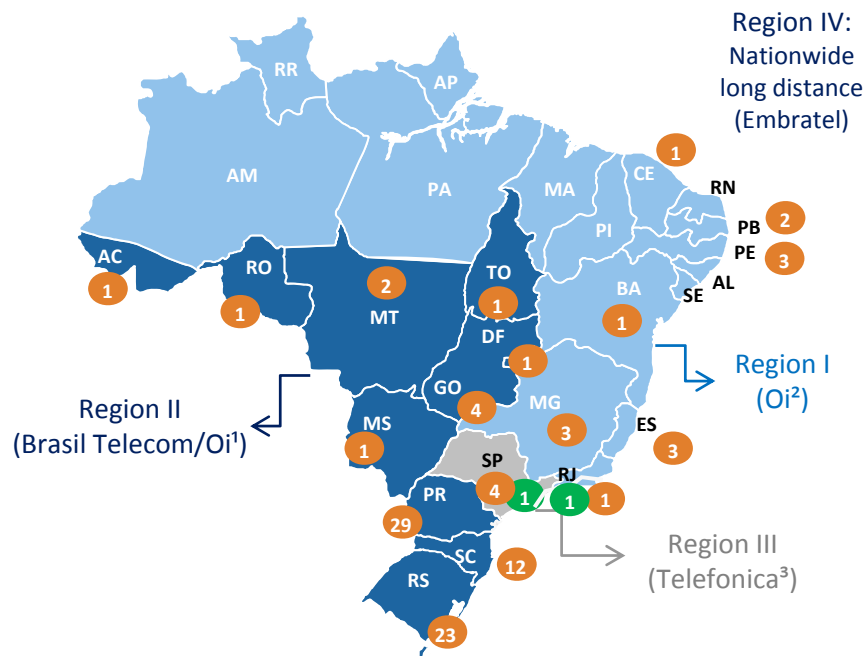 Region IV:
Nationwide
long distance
(Embratel)
RR
AP
AM
PA
MA
CE
1
RN
PI
PB
2
PE
3
AL
SE
BA
1
AC
1
RO
1
2
MT
TO
1
DF
1
GO
4
MG
3
ES
3
Region I
(Oi²)
Region II
(Brasil Telecom/Oi¹)
MS
1
SP
4
1
RJ
1
1
PR
29
SC
12
RS
23
Region III
(Telefonica³)